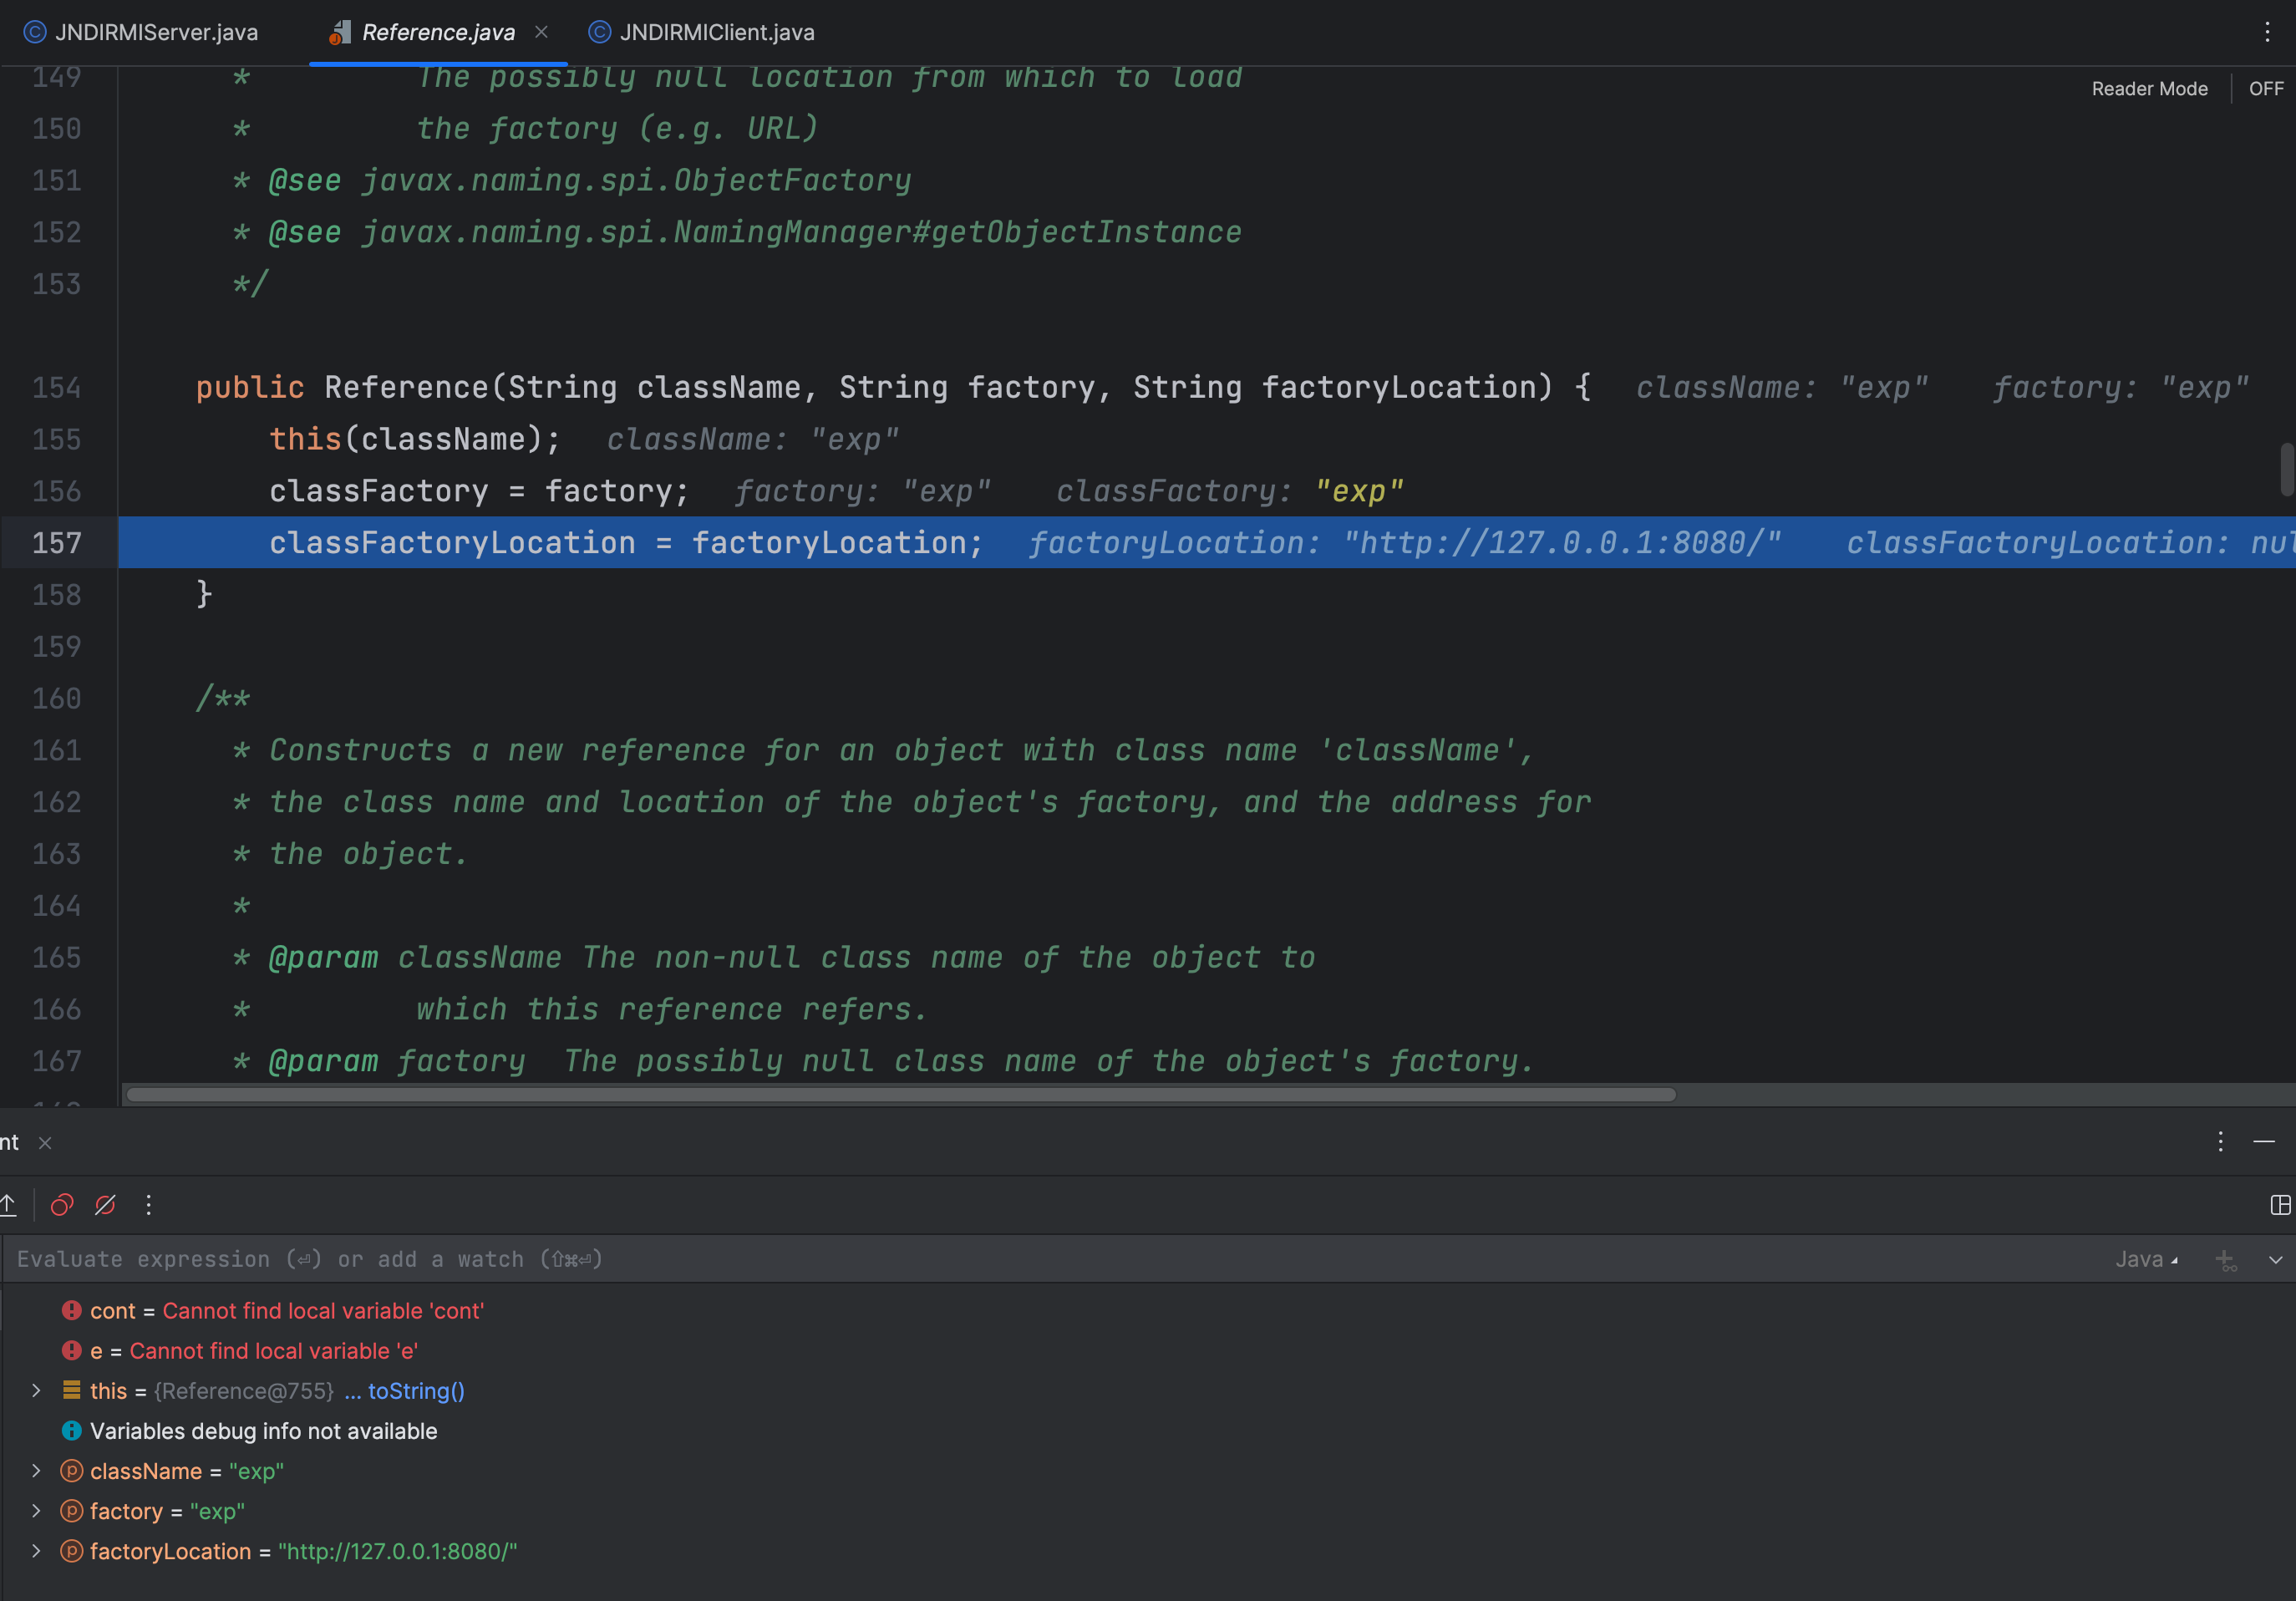 JNDIRMIServer.java Reference.java JNDIRMIClient.java
149 * The possibly null location from which to load
Reader Mode OFF
150 * the factory (e.g. URL)
151 * @see javax.naming.spi.ObjectFactory
152 * @see javax.naming.spi.NamingManager#getObjectInstance
153 */
154 public Reference(String className, String factory, String factoryLocation) { className: "exp" factory: "exp"
155 this(className); className: "exp"
156 classFactory = factory; factory: "exp" classFactory: "exp"
157 classFactoryLocation = factoryLocation; factoryLocation: "http://127.0.0.1:8080/" classFactoryLocation: nul
158 }
159
160 /**
161 * Constructs a new reference for an object with class name 'className',
162 * the class name and location of the object's factory, and the address for
163 * the object.
164 *
165 * @param className The non-null class name of the object to
166 * which this reference refers.
167 * @param factory The possibly null class name of the object's factory.
nt
Evaluate expression (⏎) or add a watch (⇧⌘⏎) Java
cont = Cannot find local variable 'cont'
e = Cannot find local variable 'e'
this = {Reference@755} ... toString()
Variables debug info not available
className = "exp"
factory = "exp"
factoryLocation = "http://127.0.0.1:8080/"